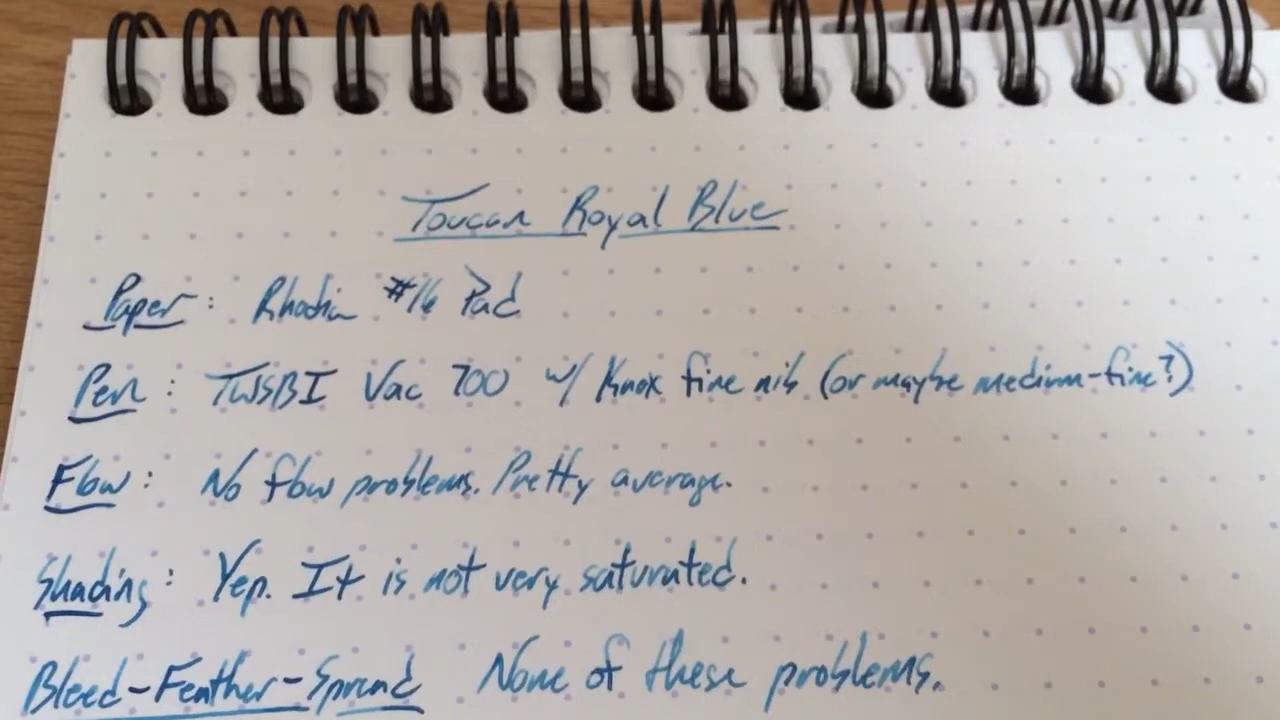 Toucan Royal Blue
Paper: Rhodia #16 Pad
Pen: TWSBI Vac 700 w/ Knox fine nib (or maybe medium-fine?)
Flow: No flow problems. Pretty average.
Shading: Yep. It is not very saturated.
Bleed-Feather-Spread None of these problems.